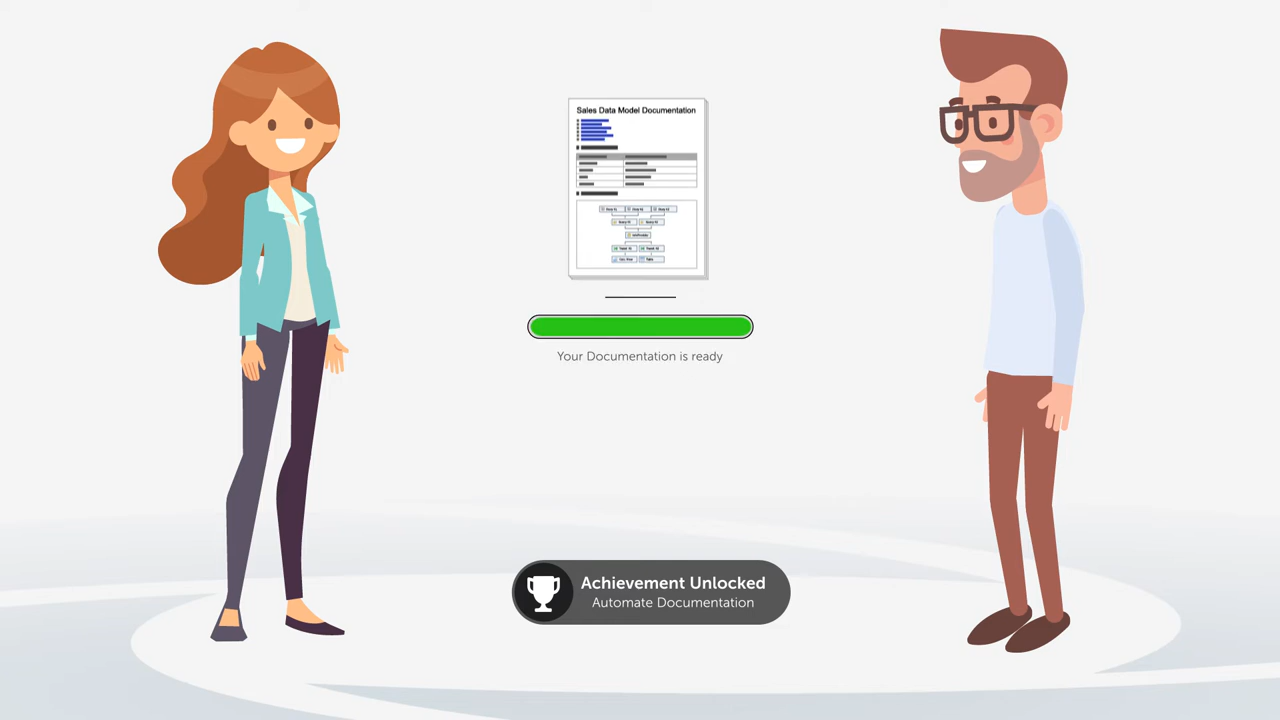 Sales Data Model Documentation
Your Documentation is ready
Achievement Unlocked
Automate Documentation